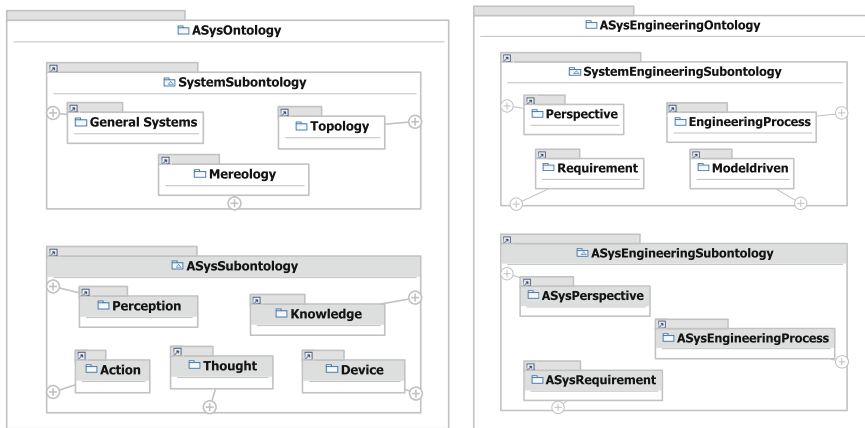 ASysOntology
SystemSubontology
General Systems
Topology
Mereology
ASysSubontology
Perception
Knowledge
Action
Thought
Device
ASysEngineeringOntology
SystemEngineeringSubontology
Perspective
EngineeringProcess
Requirement
Modeldriven
ASysEngineeringSubontology
ASysPerspective
ASysEngineeringProcess
ASysRequirement